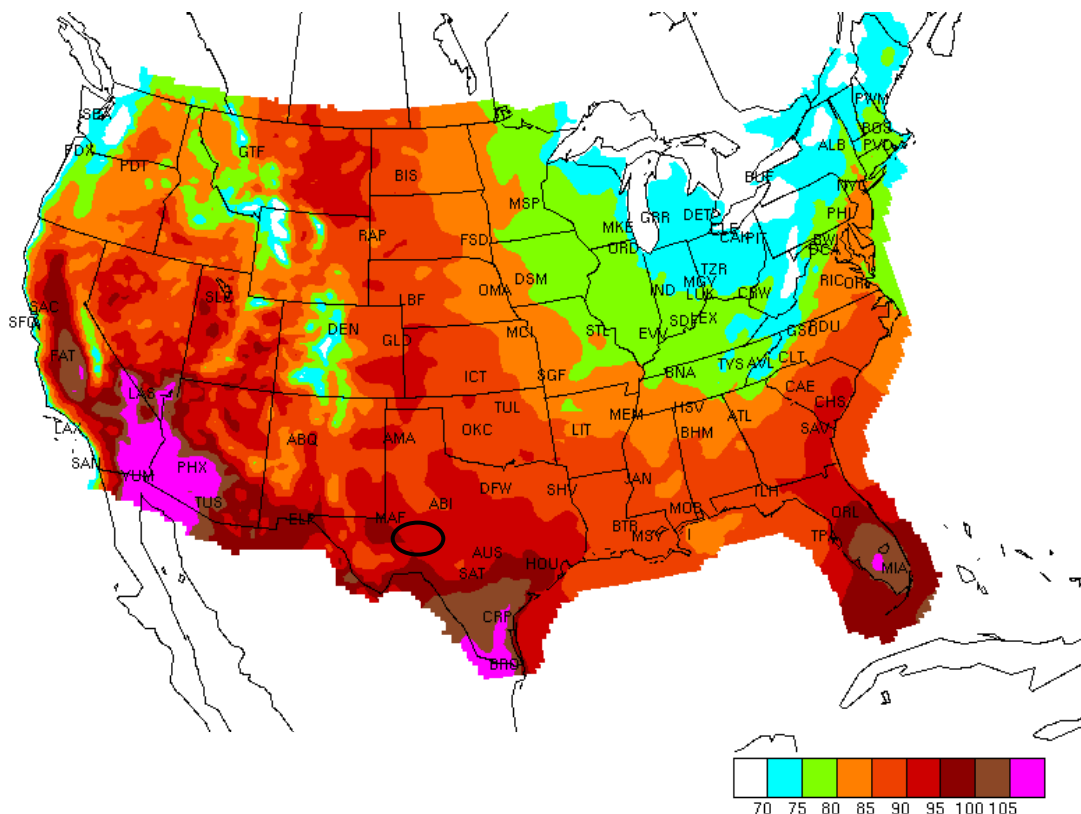 SEA
PWM
BOS
GTF
ALB
PVD
PDX
PDT
BUF
BIS
NYC
MSP
GRR
DET
PHI
MKE
CLE
RAP
FSD
ORD
CAK
PIT
BWI
DCA
TZR
DSM
MGY
RIC
ORF
SLC
LBF
OMA
IND
LUK
CRW
SAC
SFO
DEN
STL
SDF
LEX
GSO
RDU
MCI
EVV
GLD
FAT
CLT
TYS
AVL
ICT
SGF
BNA
LAS
CAE
TUL
MEM
HSV
CHS
LAX
ABQ
AMA
OKC
LIT
BHM
ATL
SAV
SAN
PHX
YUM
JAN
DFW
SHV
TLH
TUS
ABI
MOB
ORL
ELP
MAF
BTR
MSY
TPA
AUS
HOU
SAT
MIA
CRP
BRO
70 75 80 85 90 95 100 105